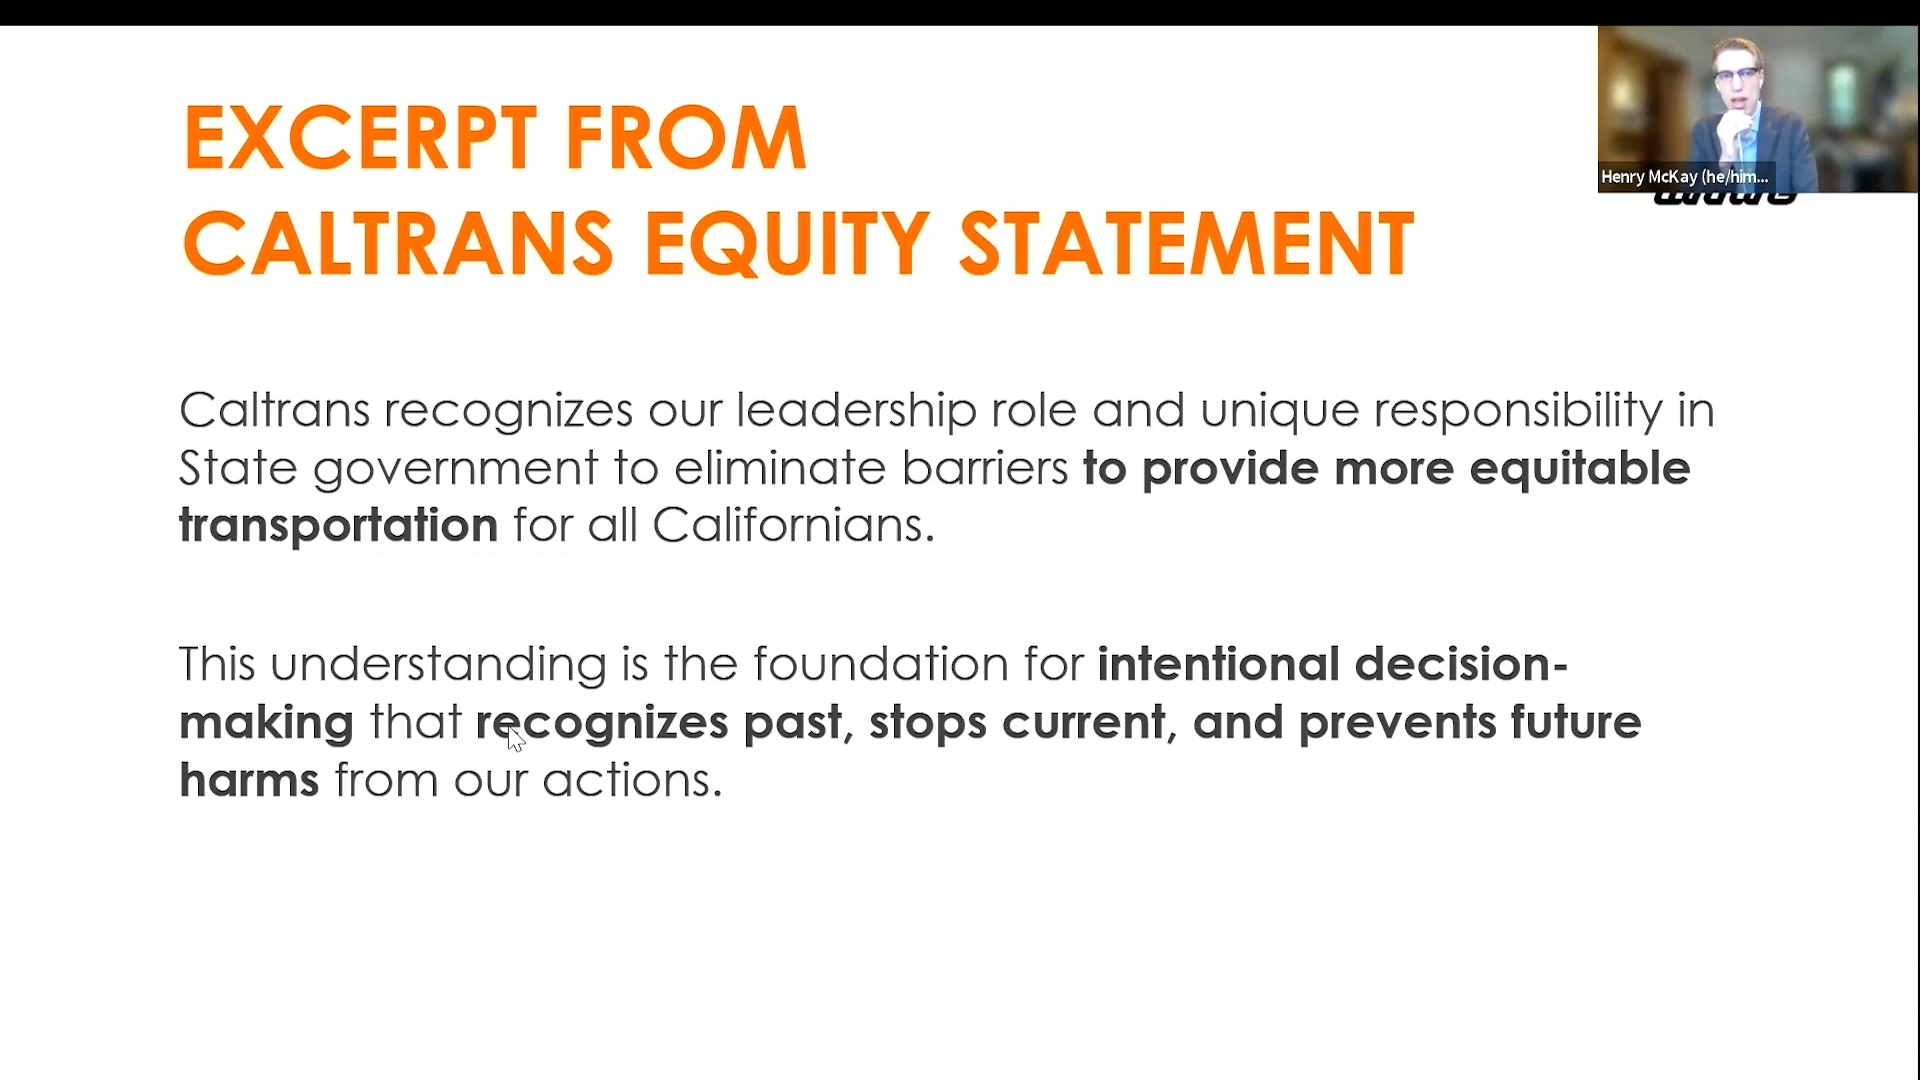 EXCERPT FROM
CALTRANS EQUITY STATEMENT
Henry McKay (he/him...
Caltrans recognizes our leadership role and unique responsibility in
State government to eliminate barriers to provide more equitable
transportation for all Californians.
This understanding is the foundation for intentional decision-
making that recognizes past, stops current, and prevents future
harms from our actions.